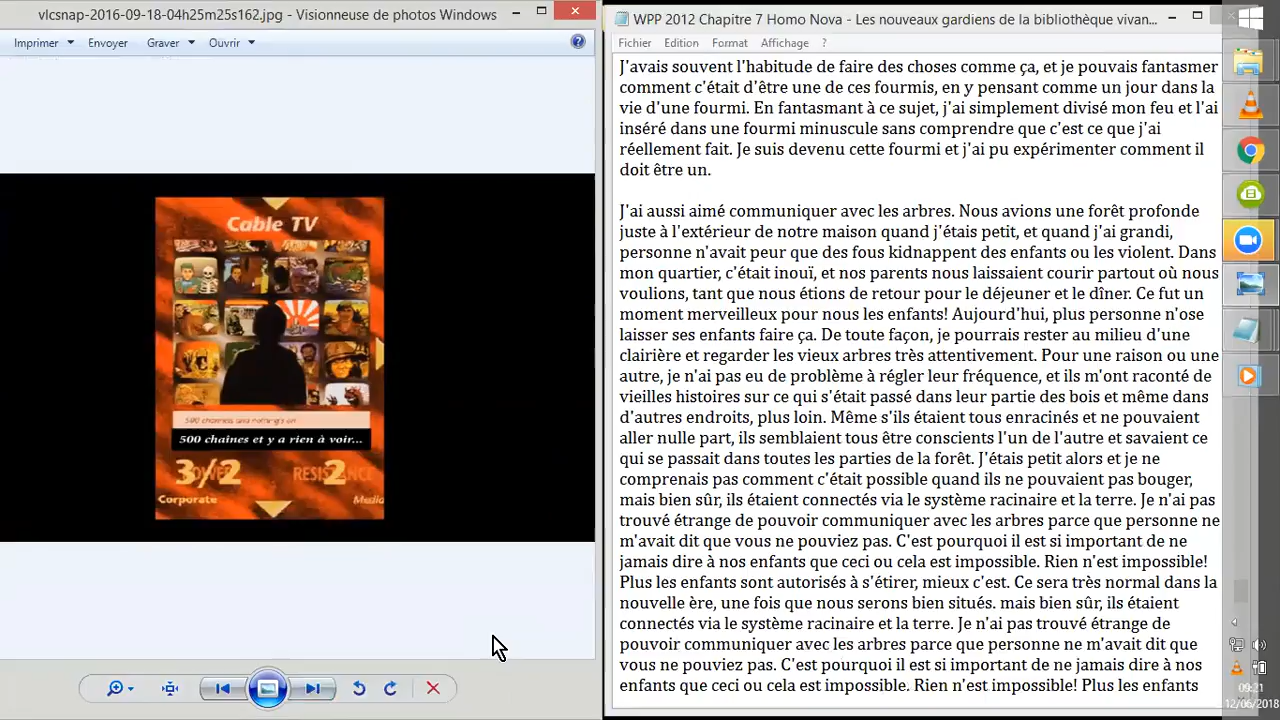 vlcsnap-2016-09-18-04h25m25s162.jpg - Visionneuse de photos Windows
Imprimer
Envoyer
Graver
Ouvrir
Cable TV
500 channels and nothing's on
500 chaînes et y a rien à voir...
POWER
3/2
RESISTANCE
2
Corporate
Media
WPP 2012 Chapitre 7 Homo Nova - Les nouveaux gardiens de la bibliothèque vivan...
Fichier Edition Format Affichage ?
J'avais souvent l'habitude de faire des choses comme ça, et je pouvais fantasmer
comment c'était d'être une de ces fourmis, en y pensant comme un jour dans la
vie d'une fourmi. En fantasmant à ce sujet, j'ai simplement divisé mon feu et l'ai
inséré dans une fourmi minuscule sans comprendre que c'est ce que j'ai
réellement fait. Je suis devenu cette fourmi et j'ai pu expérimenter comment il
doit être un.
J'ai aussi aimé communiquer avec les arbres. Nous avions une forêt profonde
juste à l'extérieur de notre maison quand j'étais petit, et quand j'ai grandi,
personne n'avait peur que des fous kidnappent des enfants ou les violent. Dans
mon quartier, c'était inouï, et nos parents nous laissaient courir partout où nous
voulions, tant que nous étions de retour pour le déjeuner et le dîner. Ce fut un
moment merveilleux pour nous les enfants! Aujourd'hui, plus personne n'ose
laisser ses enfants faire ça. De toute façon, je pourrais rester au milieu d'une
clairière et regarder les vieux arbres très attentivement. Pour une raison ou une
autre, je n'ai pas eu de problème à régler leur fréquence, et ils m'ont raconté de
vieilles histoires sur ce qui s'était passé dans leur partie des bois et même dans
d'autres endroits, plus loin. Même s'ils étaient tous enracinés et ne pouvaient
aller nulle part, ils semblaient tous être conscients l'un de l'autre et savaient ce
qui se passait dans toutes les parties de la forêt. J'étais petit alors et je ne
comprenais pas comment c'était possible quand ils ne pouvaient pas bouger,
mais bien sûr, ils étaient connectés via le système racinaire et la terre. Je n'ai pas
trouvé étrange de pouvoir communiquer avec les arbres parce que personne ne
m'avait dit que vous ne pouviez pas. C'est pourquoi il est si important de ne
jamais dire à nos enfants que ceci ou cela est impossible. Rien n'est impossible!
Plus les enfants sont autorisés à s'étirer, mieux c'est. Ce sera très normal dans la
nouvelle ère, une fois que nous serons bien situés. mais bien sûr, ils étaient
connectés via le système racinaire et la terre. Je n'ai pas trouvé étrange de
pouvoir communiquer avec les arbres parce que personne ne m'avait dit que
vous ne pouviez pas. C'est pourquoi il est si important de ne jamais dire à nos
enfants que ceci ou cela est impossible. Rien n'est impossible! Plus les enfants
09:21
12/06/2018